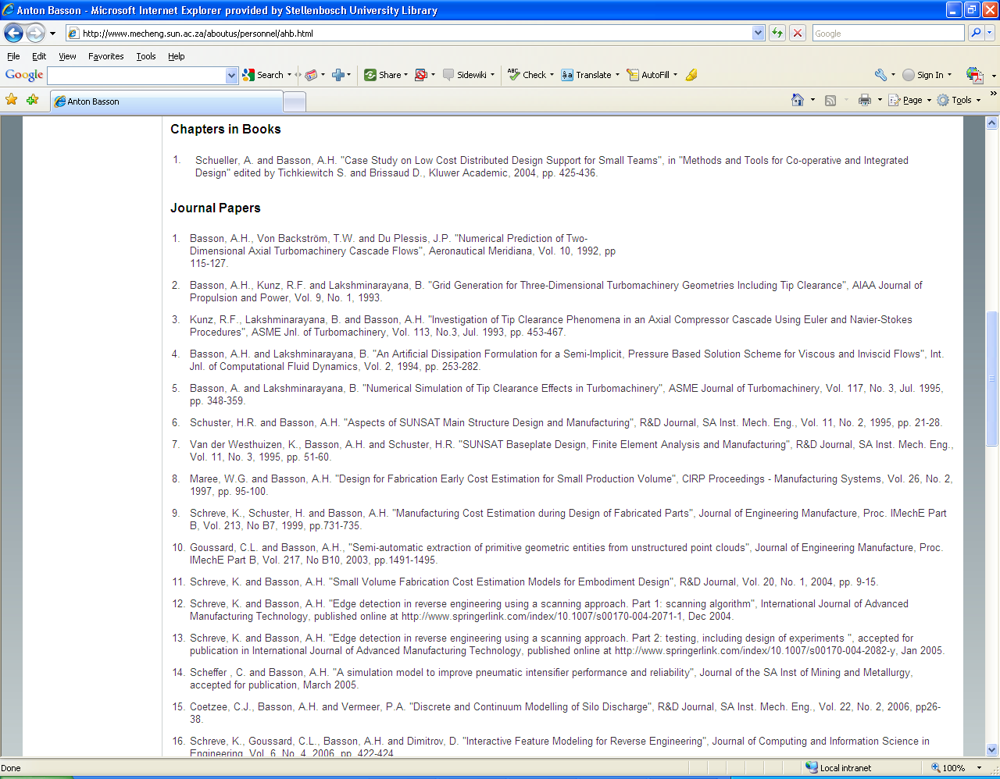 Anton Basson - Microsoft Internet Explorer provided by Stellenbosch University Library
http://www.mecheng.sun.ac.za/aboutus/personnel/ahb.html
Google
File Edit View Favorites Tools Help
Google Search Share Sidewiki Check Translate AutoFill Sign In
Anton Basson Page Tools
Chapters in Books
1. Schueller, A. and Basson, A.H. "Case Study on Low Cost Distributed Design Support for Small Teams", in "Methods and Tools for Co-operative and Integrated
Design" edited by Tichkiewitch S. and Brissaud D., Kluwer Academic, 2004, pp. 425-436.
Journal Papers
1. Basson, A.H., Von Backström, T.W. and Du Plessis, J.P. "Numerical Prediction of Two-
Dimensional Axial Turbomachinery Cascade Flows", Aeronautical Meridiana, Vol. 10, 1992, pp
115-127.
2. Basson, A.H., Kunz, R.F. and Lakshminarayana, B. "Grid Generation for Three-Dimensional Turbomachinery Geometries Including Tip Clearance", AIAA Journal of
Propulsion and Power, Vol. 9, No. 1, 1993.
3. Kunz, R.F., Lakshminarayana, B. and Basson, A.H. "Investigation of Tip Clearance Phenomena in an Axial Compressor Cascade Using Euler and Navier-Stokes
Procedures", ASME Jnl. of Turbomachinery, Vol. 113, No.3, Jul. 1993, pp. 453-467.
4. Basson, A.H. and Lakshminarayana, B. "An Artificial Dissipation Formulation for a Semi-Implicit, Pressure Based Solution Scheme for Viscous and Inviscid Flows", Int.
Jnl. of Computational Fluid Dynamics, Vol. 2, 1994, pp. 253-282.
5. Basson, A. and Lakshminarayana, B. "Numerical Simulation of Tip Clearance Effects in Turbomachinery", ASME Journal of Turbomachinery, Vol. 117, No. 3, Jul. 1995,
pp. 348-359.
6. Schuster, H.R. and Basson, A.H. "Aspects of SUNSAT Main Structure Design and Manufacturing", R&D Journal, SA Inst. Mech. Eng., Vol. 11, No. 2, 1995, pp. 21-28.
7. Van der Westhuizen, K., Basson, A.H. and Schuster, H.R. "SUNSAT Baseplate Design, Finite Element Analysis and Manufacturing", R&D Journal, SA Inst. Mech. Eng.,
Vol. 11, No. 3, 1995, pp. 51-60.
8. Maree, W.G. and Basson, A.H. "Design for Fabrication Early Cost Estimation for Small Production Volume", CIRP Proceedings - Manufacturing Systems, Vol. 26, No. 2,
1997, pp. 95-100.
9. Schreve, K., Schuster, H. and Basson, A.H. "Manufacturing Cost Estimation during Design of Fabricated Parts", Journal of Engineering Manufacture, Proc. IMechE Part
B, Vol. 213, No B7, 1999, pp.731-735.
10. Goussard, C.L. and Basson, A.H., "Semi-automatic extraction of primitive geometric entities from unstructured point clouds", Journal of Engineering Manufacture, Proc.
IMechE Part B, Vol. 217, No B10, 2003, pp.1491-1495.
11. Schreve, K. and Basson, A.H. "Small Volume Fabrication Cost Estimation Models for Embodiment Design", R&D Journal, Vol. 20, No. 1, 2004, pp. 9-15.
12. Schreve, K. and Basson, A.H. "Edge detection in reverse engineering using a scanning approach. Part 1: scanning algorithm", International Journal of Advanced
Manufacturing Technology, published online at http://www.springerlink.com/index/10.1007/s00170-004-2071-1, Dec 2004.
13. Schreve, K. and Basson, A.H. "Edge detection in reverse engineering using a scanning approach. Part 2: testing, including design of experiments ", accepted for
publication in International Journal of Advanced Manufacturing Technology, published online at http://www.springerlink.com/index/10.1007/s00170-004-2082-y, Jan 2005.
14. Scheffer , C. and Basson, A.H. "A simulation model to improve pneumatic intensifier performance and reliability", Journal of the SA Inst of Mining and Metallurgy,
accepted for publication, March 2005.
15. Coetzee, C.J., Basson, A.H. and Vermeer, P.A. "Discrete and Continuum Modelling of Silo Discharge", R&D Journal, SA Inst. Mech. Eng., Vol. 22, No. 2, 2006, pp26-
38.
16. Schreve, K., Goussard, C.L., Basson, A.H. and Dimitrov, D. "Interactive Feature Modeling for Reverse Engineering", Journal of Computing and Information Science in
Engineering, Vol. 6, No. 4, 2006, pp. 422-424
Done Local intranet 100%